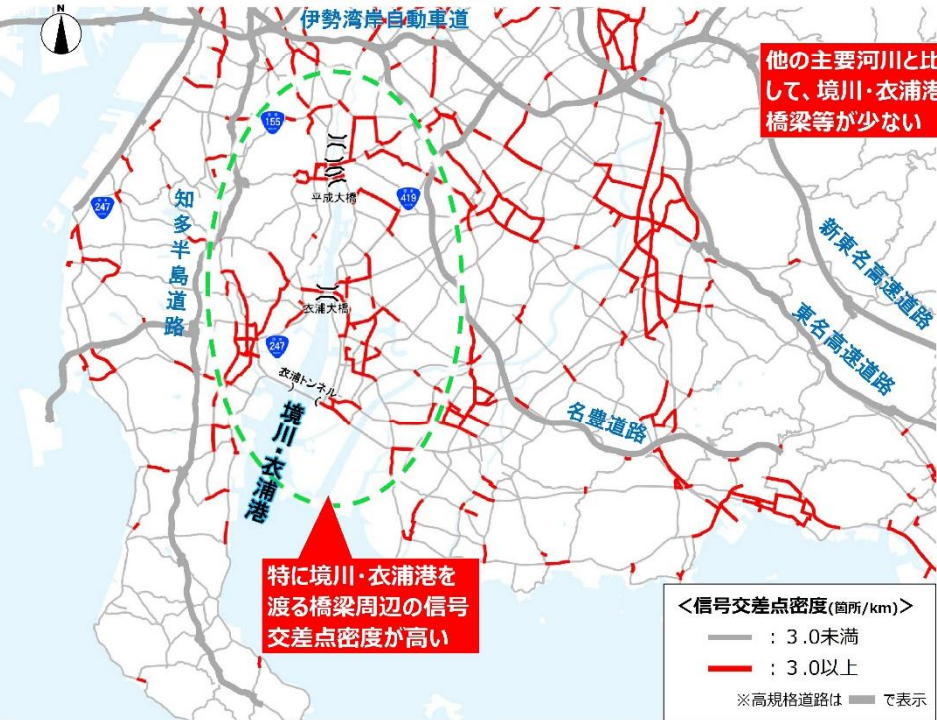 N
伊勢湾岸自動車道
他の主要河川と比
して、境川・衣浦港
橋梁等が少ない
155
平成大橋
419
247
知多半島道路
新東名高速道路
衣浦大橋
東名高速道路
247
衣浦トンネル
名豊道路
境川・衣浦港
特に境川・衣浦港を
渡る橋梁周辺の信号
交差点密度が高い
＜信号交差点密度(箇所/km)＞
：3.0未満
：3.0以上
※高規格道路は で表示